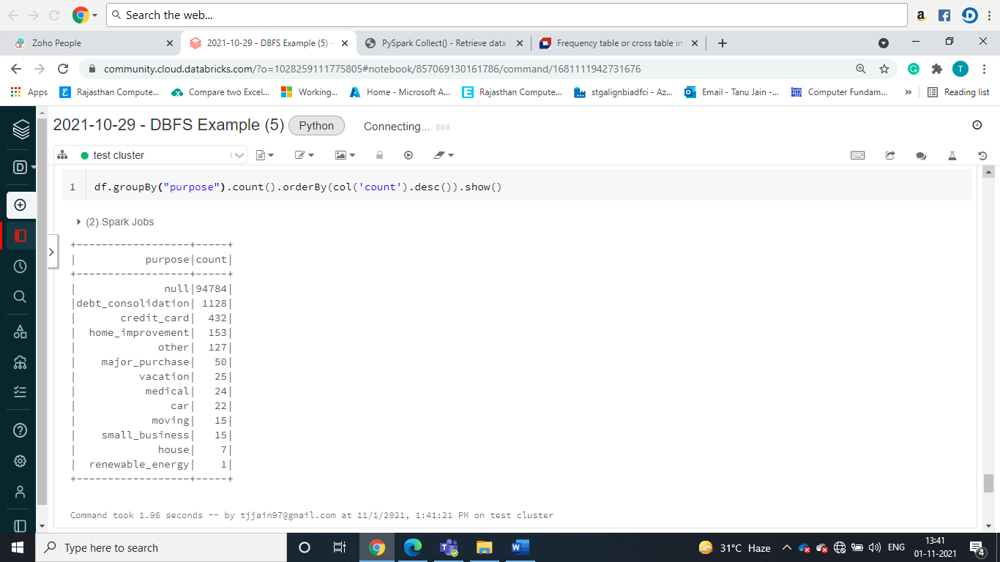 Search the web...
Zoho People
2021-10-29 - DBFS Example (5) -
PySpark Collect() - Retrieve data
Frequency table or cross table in
community.cloud.databricks.com/?o=1028259111775805#notebook/857069130161786/command/1681111942731676
T
Apps
Rajasthan Compute...
Compare two Excel...
Working...
Home - Microsoft A...
Rajasthan Compute...
stgalignbiadfci - Az...
Email - Tanu Jain -...
Computer Fundam...
»
Reading list
2021-10-29 - DBFS Example (5)
Python
Connecting...
D
test cluster
1 df.groupBy("purpose").count().orderBy(col('count').desc()).show()
(2) Spark Jobs
+------------------+-----+
|           purpose|count|
+------------------+-----+
|              null|94784|
|debt_consolidation| 1128|
|       credit_card|  432|
|  home_improvement|  153|
|             other|  127|
|    major_purchase|   50|
|          vacation|   25|
|           medical|   24|
|               car|   22|
|            moving|   15|
|    small_business|   15|
|             house|    7|
|  renewable_energy|    1|
+------------------+-----+
Command took 1.96 seconds -- by tjjain97@gmail.com at 11/1/2021, 1:41:21 PM on test cluster
Type here to search
31°C Haze
ENG
13:41
01-11-2021
4